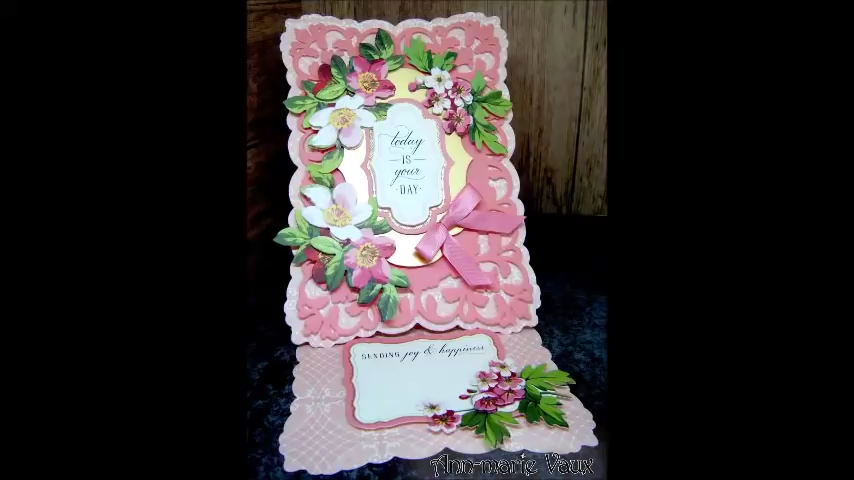 today
IS
your
·DAY·
SENDING joy & happiness
Ann-marie Vaux